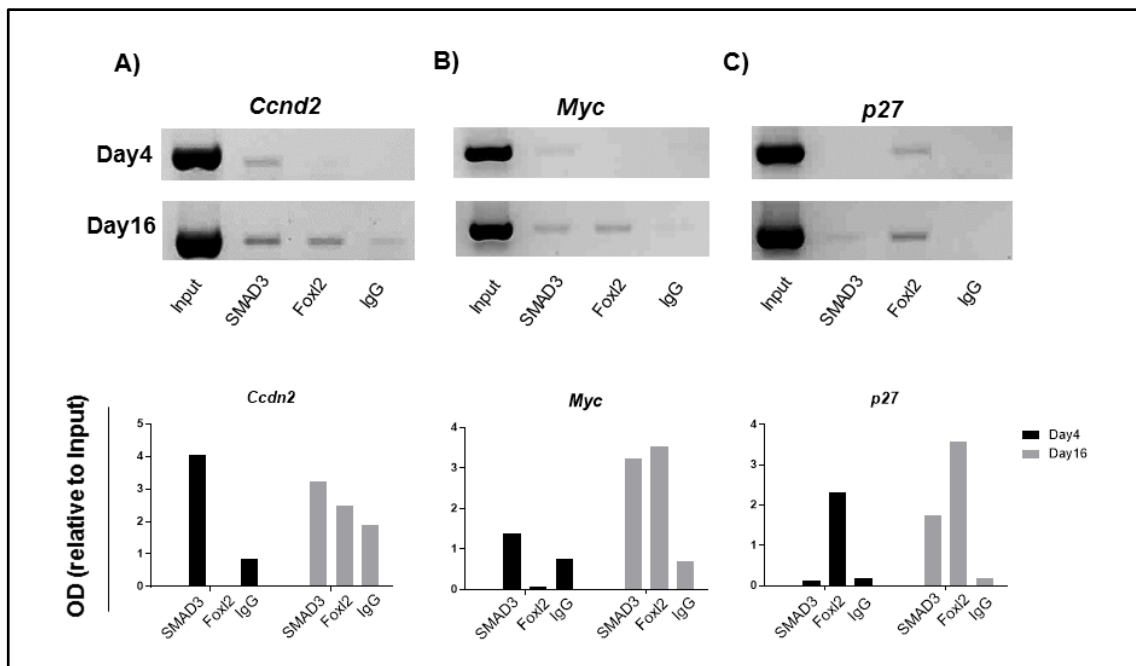 A)
B)
C)
Ccnd2
Myc
p27
Day4
Day16
Input
SMAD3
Foxl2
IgG
Input
SMAD3
Foxl2
IgG
Input
SMAD3
Foxl2
IgG
OD (relative to Input)
Ccdn2
5
4
3
2
1
0
SMAD3
Foxl2
IgG
SMAD3
Foxl2
IgG
Myc
4
3
2
1
0
SMAD3
Foxl2
IgG
SMAD3
Foxl2
IgG
p27
4
3
2
1
0
SMAD3
Foxl2
IgG
SMAD3
Foxl2
IgG
Day4
Day16